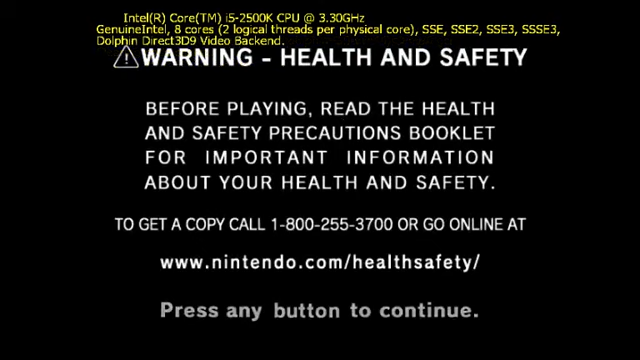 Intel(R) Core(TM) i5-2500K CPU @ 3.30GHz
GenuineIntel, 8 cores (2 logical threads per physical core), SSE, SSE2, SSE3, SSSE3,
Dolphin Direct3D9 Video Backend.
WARNING - HEALTH AND SAFETY
BEFORE PLAYING, READ THE HEALTH
AND SAFETY PRECAUTIONS BOOKLET
FOR IMPORTANT INFORMATION
ABOUT YOUR HEALTH AND SAFETY.
TO GET A COPY CALL 1-800-255-3700 OR GO ONLINE AT
www.nintendo.com/healthsafety/
Press any button to continue.